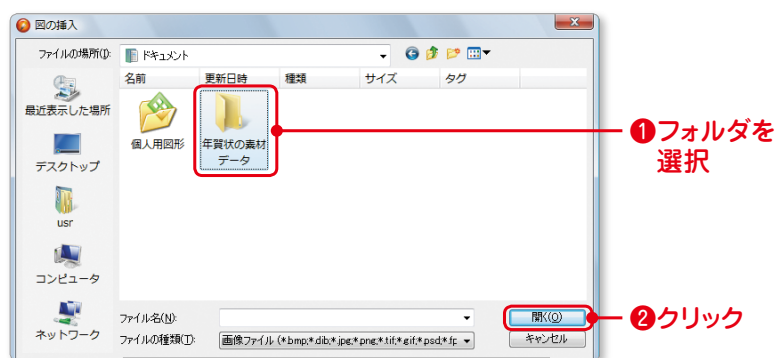 図の挿入
ファイルの場所(I):
ドキュメント
名前
更新日時
種類
サイズ
タグ
最近表示した場所
デスクトップ
usr
コンピュータ
ネットワーク
個人用図形
年賀状の素材
データ
❶フォルダを
選択
ファイル名(N):
開く(O)
❷クリック
ファイルの種類(T):
画像ファイル (*.bmp;*.dib;*.jpg;*.png;*.tif;*.gif;*.psd;*.fp
キャンセル